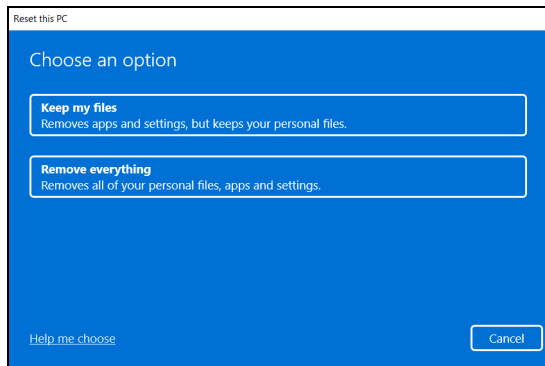 Reset this PC
Choose an option
Keep my files
Removes apps and settings, but keeps your personal files.
Remove everything
Removes all of your personal files, apps and settings.
Help me choose
Cancel